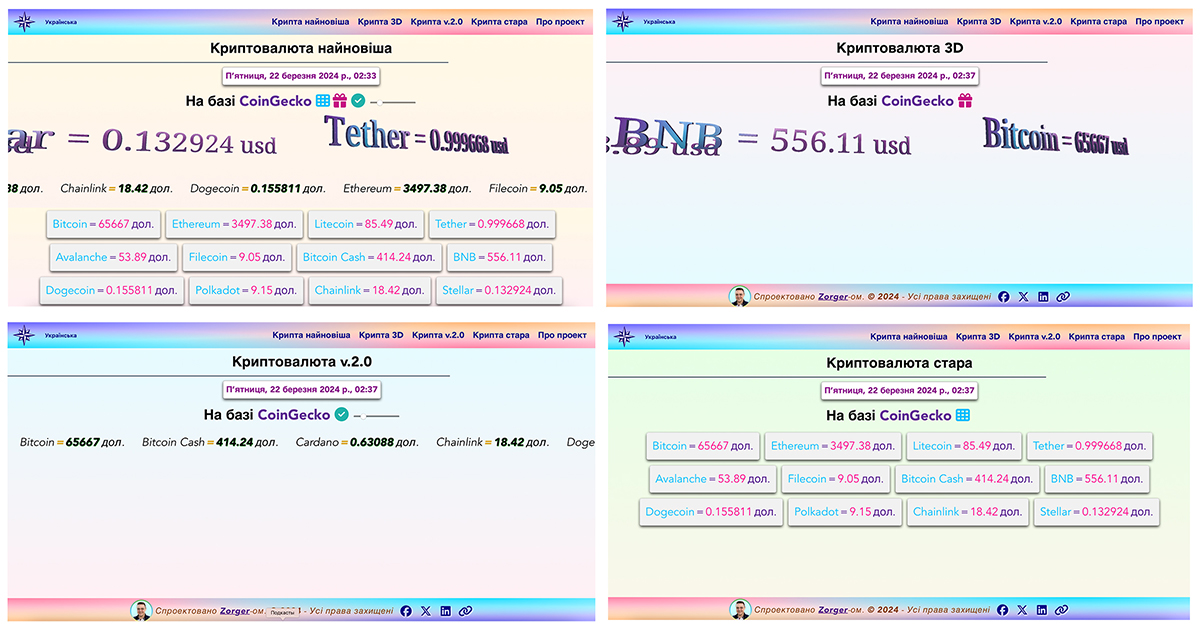 Українська
Крипта найновіша Крипта 3D Крипта v.2.0 Крипта стара Про проект
Криптовалюта найновіша
П'ятниця, 22 березня 2024 р., 02:33
На базі CoinGecko
= 0.132924 usd
Tether = 0.999668 usd
дол. Chainlink = 18.42 дол. Dogecoin = 0.155811 дол. Ethereum = 3497.38 дол. Filecoin = 9.05 дол.
Bitcoin = 65667 дол. Ethereum = 3497.38 дол. Litecoin = 85.49 дол. Tether = 0.999668 дол.
Avalanche = 53.89 дол. Filecoin = 9.05 дол. Bitcoin Cash = 414.24 дол. BNB = 556.11 дол.
Dogecoin = 0.155811 дол. Polkadot = 9.15 дол. Chainlink = 18.42 дол. Stellar = 0.132924 дол.
Українська
Крипта найновіша Крипта 3D Крипта v.2.0 Крипта стара Про проект
Криптовалюта 3D
П'ятниця, 22 березня 2024 р., 02:37
На базі CoinGecko
BNB = 556.11 usd
usd
Bitcoin = 65667 usd
Спроектовано Zorger-ом. © 2024 - Усі права захищені
Українська
Крипта найновіша Крипта 3D Крипта v.2.0 Крипта стара Про проект
Криптовалюта v.2.0
П'ятниця, 22 березня 2024 р., 02:37
На базі CoinGecko
Bitcoin = 65667 дол. Bitcoin Cash = 414.24 дол. Cardano = 0.63088 дол. Chainlink = 18.42 дол. Doge
Спроектовано Zorger-ом. - Усі права захищені
Подкасты
Українська
Крипта найновіша Крипта 3D Крипта v.2.0 Крипта стара Про проект
Криптовалюта стара
П'ятниця, 22 березня 2024 р., 02:37
На базі CoinGecko
Bitcoin = 65667 дол. Ethereum = 3497.38 дол. Litecoin = 85.49 дол. Tether = 0.999668 дол.
Avalanche = 53.89 дол. Filecoin = 9.05 дол. Bitcoin Cash = 414.24 дол. BNB = 556.11 дол.
Dogecoin = 0.155811 дол. Polkadot = 9.15 дол. Chainlink = 18.42 дол. Stellar = 0.132924 дол.
Спроектовано Zorger-ом. © 2024 - Усі права захищені